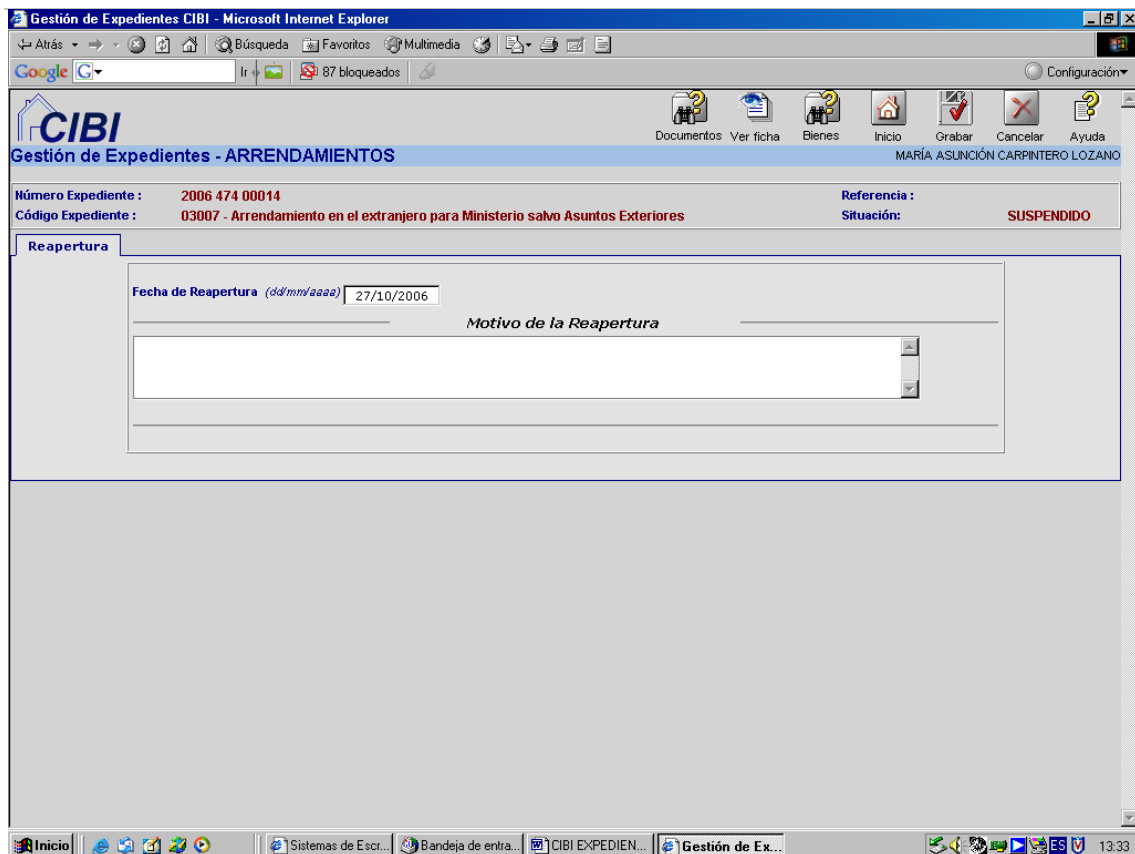 Gestión de Expedientes CIBI - Microsoft Internet Explorer
Atrás Búsqueda Favoritos Multimedia
Google G Ir 87 bloqueados Configuración
CIBI
Documentos Ver ficha Bienes Inicio Grabar Cancelar Ayuda
Gestión de Expedientes - ARRENDAMIENTOS MARÍA ASUNCIÓN CARPINTERO LOZANO
Número Expediente : 2006 474 00014 Referencia :
Código Expediente : 03007 - Arrendamiento en el extranjero para Ministerio salvo Asuntos Exteriores Situación: SUSPENDIDO
Reapertura
Fecha de Reapertura (dd/mm/aaaa) 27/10/2006
Motivo de la Reapertura
Inicio Sistemas de Escr... Bandeja de entra... CIBI EXPEDIEN... Gestión de Ex... ES 13:33